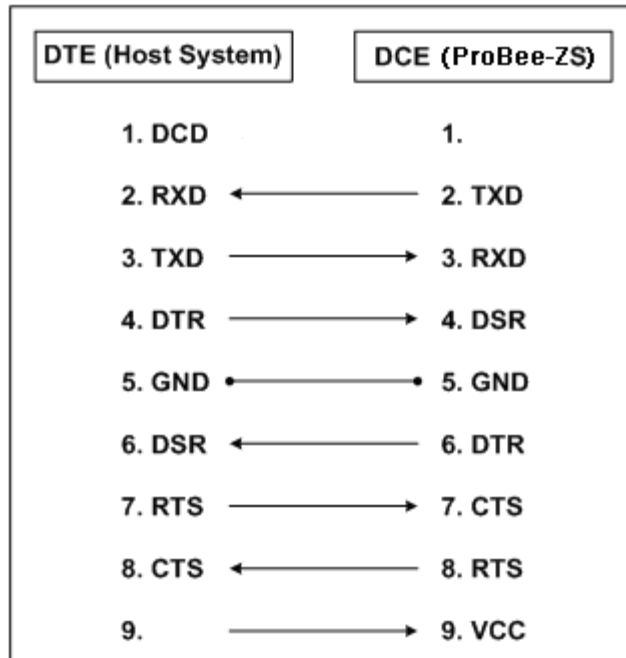 DTE (Host System) DCE (ProBee-ZS)
1. DCD 1.
2. RXD 2. TXD
3. TXD 3. RXD
4. DTR 4. DSR
5. GND 5. GND
6. DSR 6. DTR
7. RTS 7. CTS
8. CTS 8. RTS
9. 9. VCC